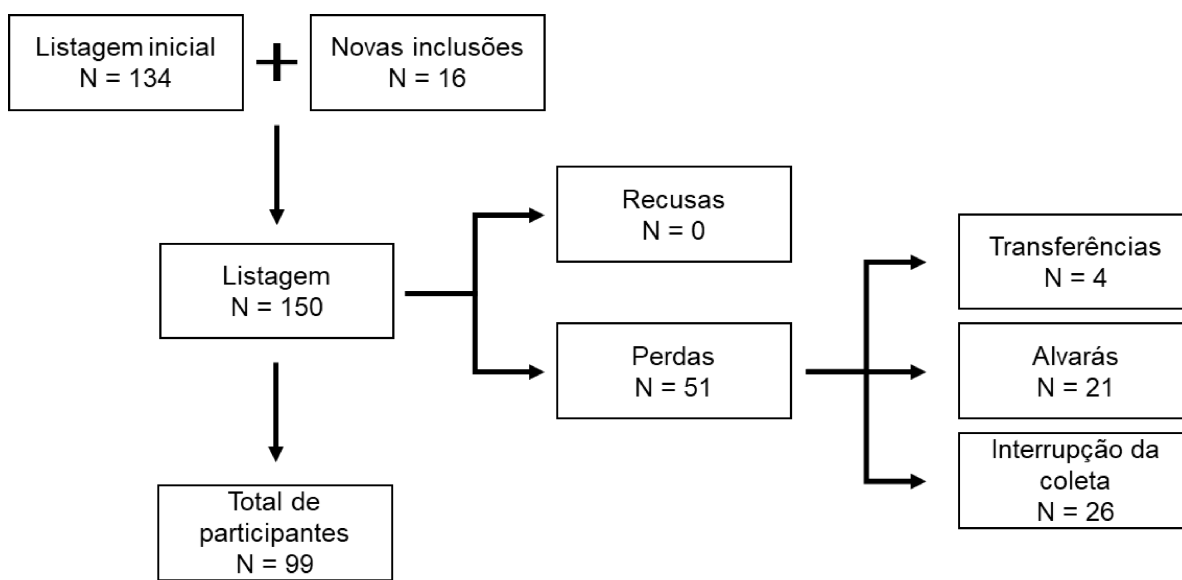 Listagem inicial
N = 134
Novas inclusões
N = 16
Listagem
N = 150
Recusas
N = 0
Perdas
N = 51
Transferências
N = 4
Alvarás
N = 21
Interrupção da
coleta
N = 26
Total de
participantes
N = 99